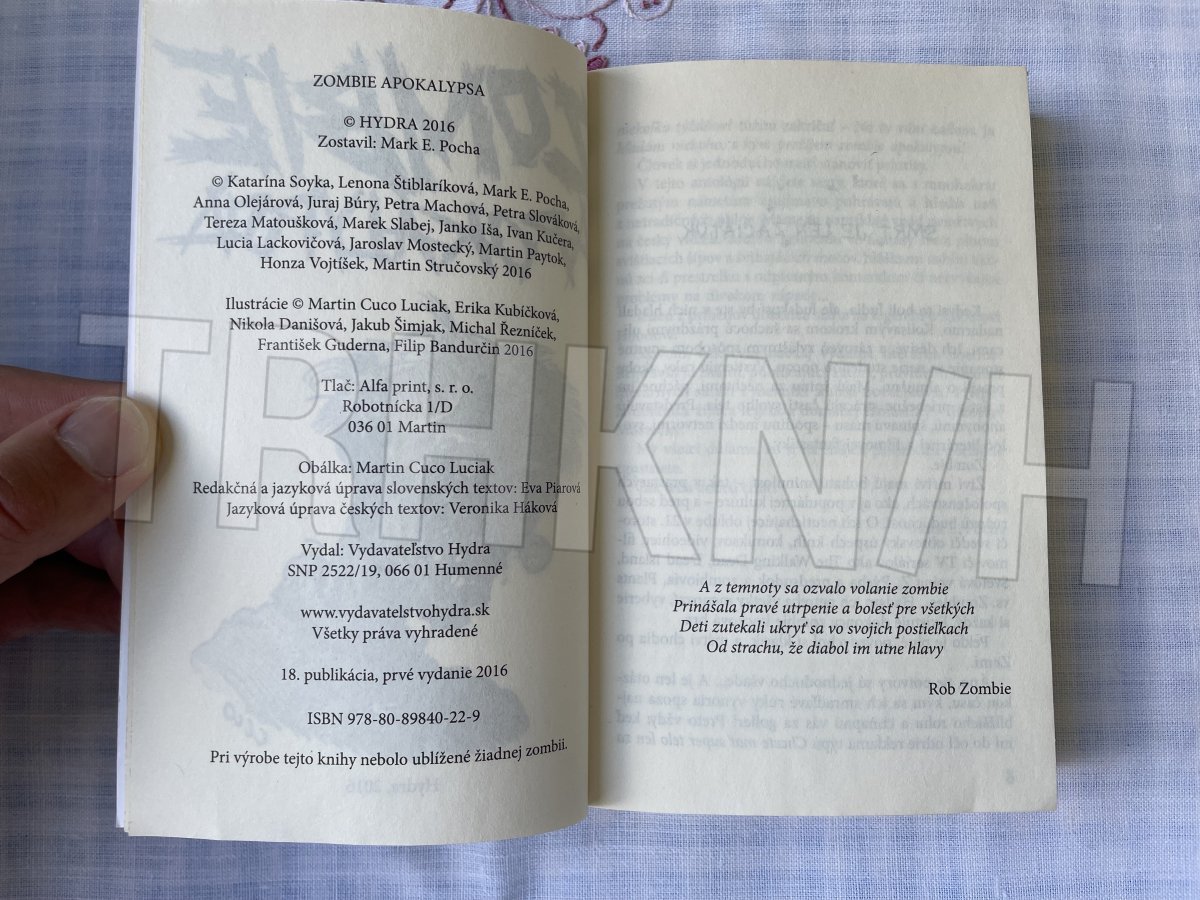 ZOMBIE APOKALYPSA
© HYDRA 2016
Zostavil: Mark E. Pocha
© Katarína Soyka, Lenona Štiblaríková, Mark E. Pocha,
Anna Olejárová, Juraj Búry, Petra Machová, Petra Slováková,
Tereza Matoušková, Marek Slabej, Janko Iša, Ivan Kučera,
Lucia Lackovičová, Jaroslav Mostecký, Martin Paytok,
Honza Vojtíšek, Martin Stručovský 2016
Ilustrácie © Martin Cuco Luciak, Erika Kubíčková,
Nikola Danišová, Jakub Šimjak, Michal Řezníček,
František Guderna, Filip Bandurčin 2016
Tlač: Alfa print, s. r. o.
Robotnícka 1/D
036 01 Martin
Obálka: Martin Cuco Luciak
Redakčná a jazyková úprava slovenských textov: Eva Piarová
Jazyková úprava českých textov: Veronika Háková
Vydal: Vydavateľstvo Hydra
SNP 2522/19, 066 01 Humenné
www.vydavatelstvohydra.sk
Všetky práva vyhradené
18. publikácia, prvé vydanie 2016
ISBN 978-80-89840-22-9
Pri výrobe tejto knihy nebolo ublížené žiadnej zombii.
A z temnoty sa ozvalo volanie zombie
Prinášala pravé utrpenie a bolesť pre všetkých
Deti zutekali ukryť sa vo svojich postieľkach
Od strachu, že diabol im utne hlavy
Rob Zombie
TRHKNIH